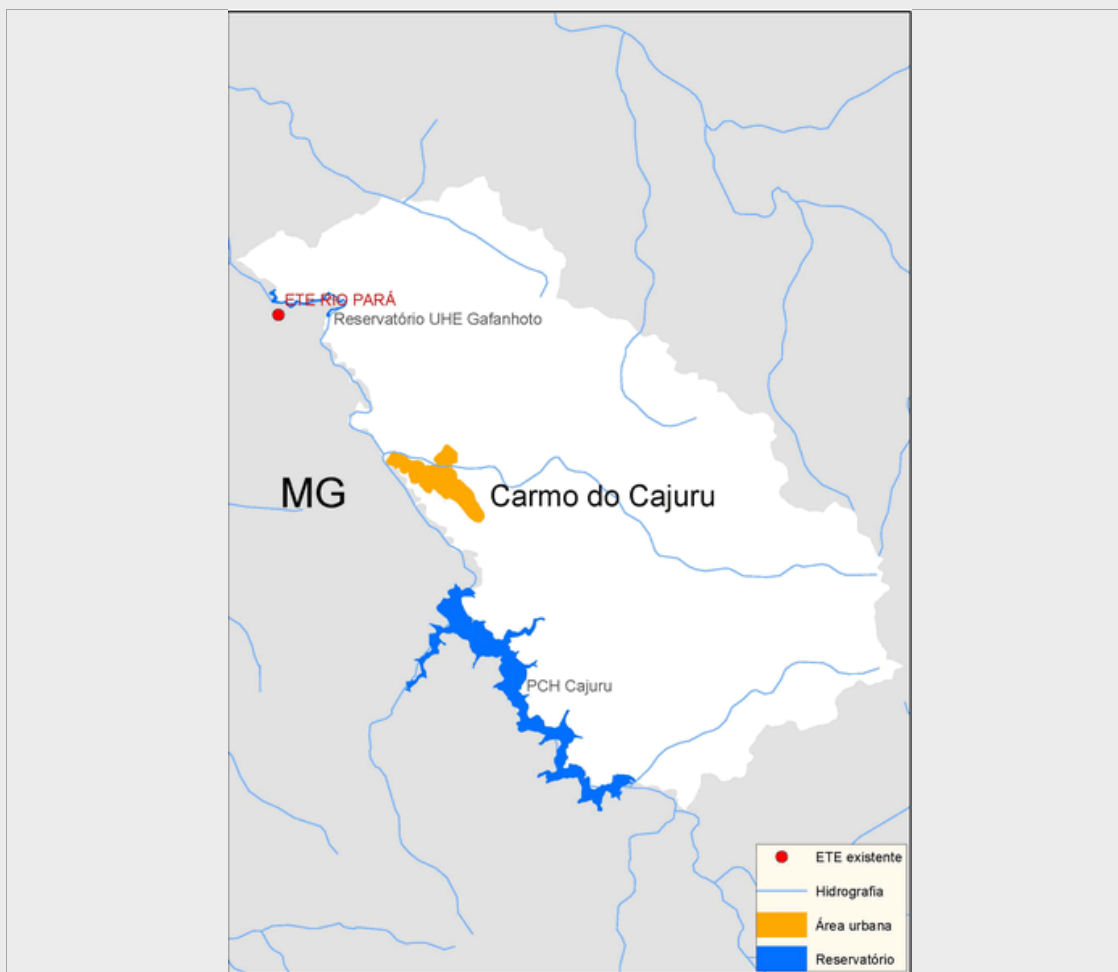 ETE RIO PARÁ
Reservatório UHE Gafanhoto
MG
Carmo do Cajuru
PCH Cajuru
ETE existente
Hidrografia
Área urbana
Reservatório